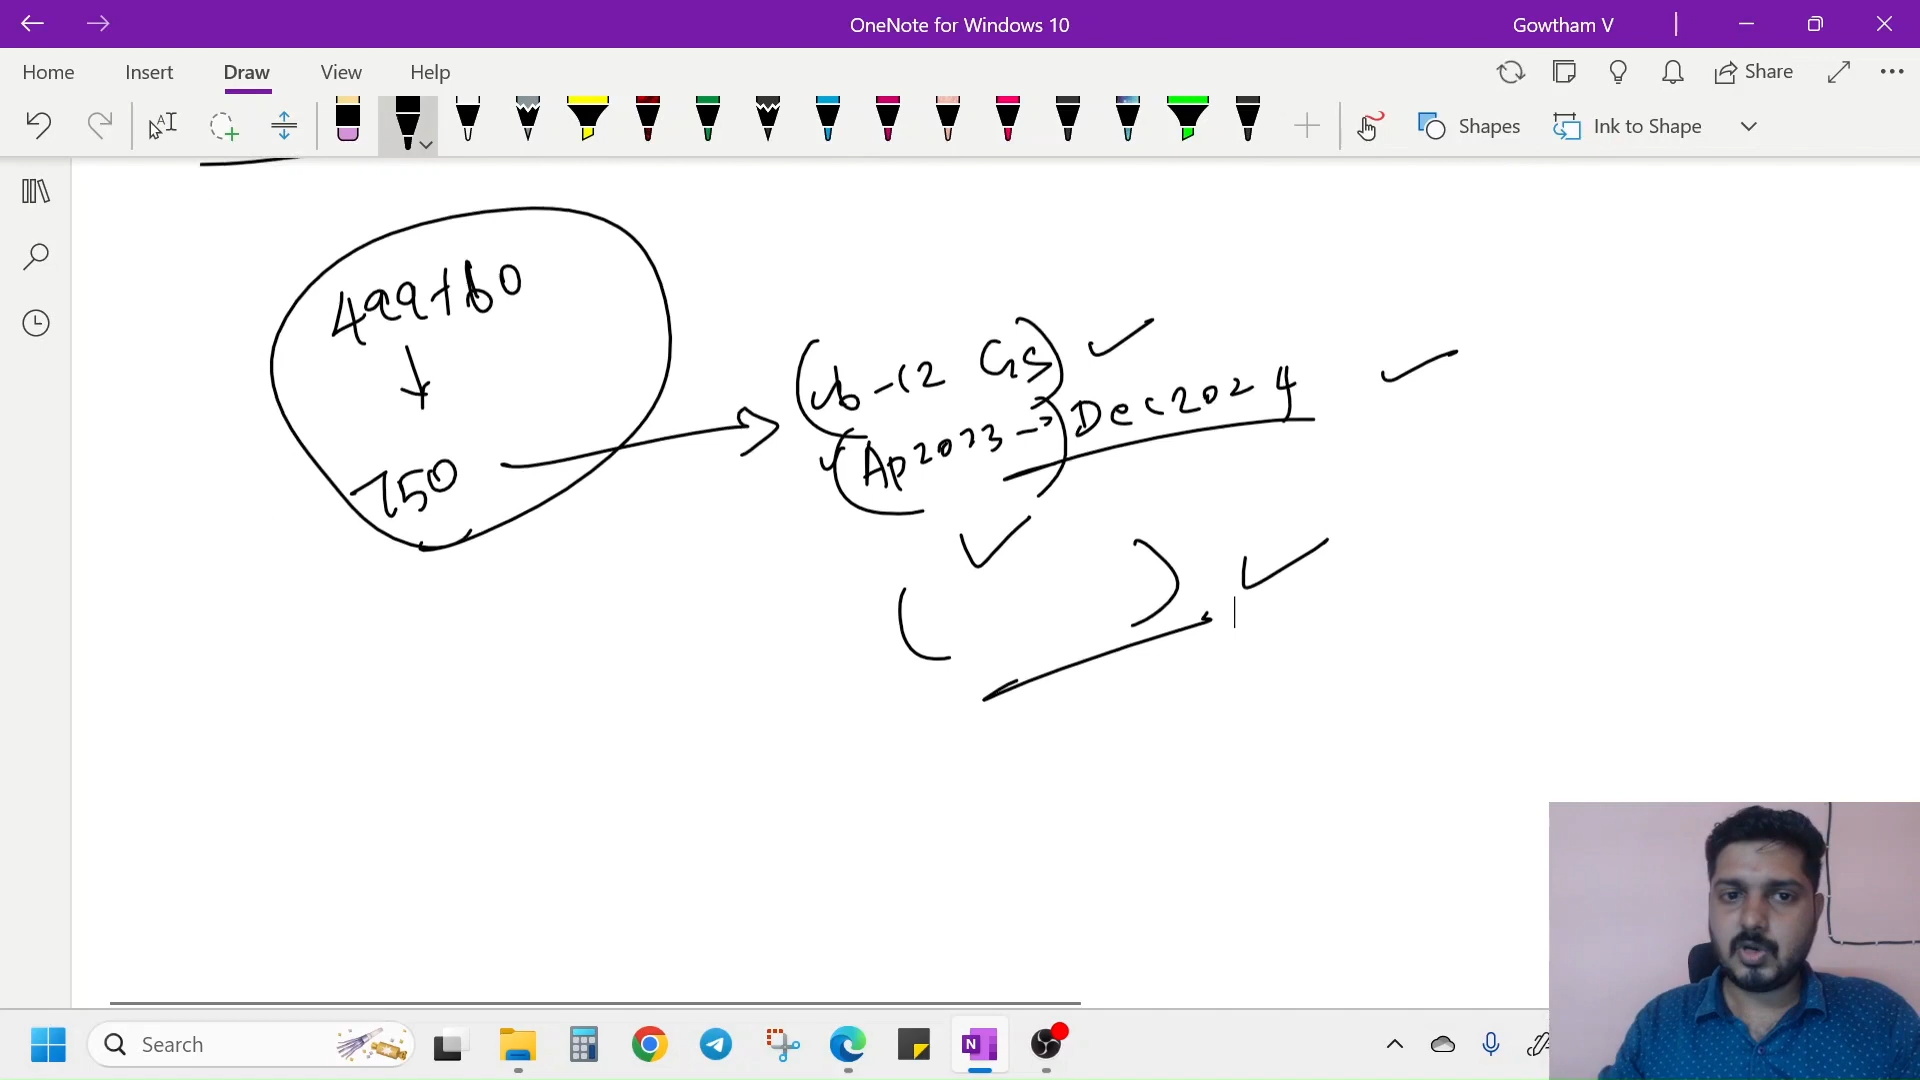 OneNote for Windows 10
Gowtham V
Home Insert Draw View Help
Share
Shapes
Ink to Shape
499+60
750
6-12 GS
Dec 2024
Ap 2023 -
Search